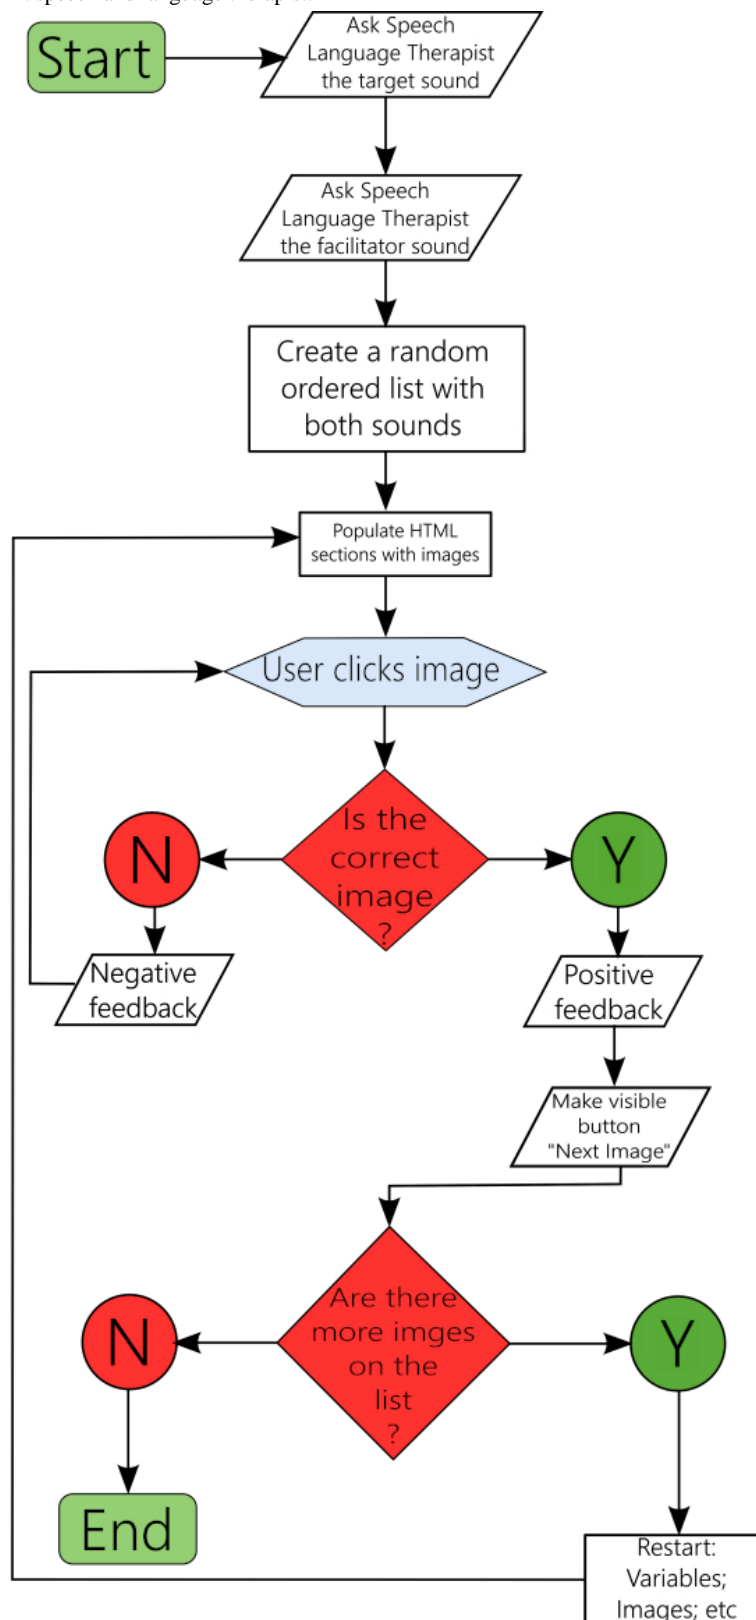 Start
Ask Speech
Language Therapist
the target sound
Ask Speech
Language Therapist
the facilitator sound
Create a random
ordered list with
both sounds
Populate HTML
sections with images
User clicks image
Is the
correct
image
?
N
Y
Negative
feedback
Positive
feedback
Make visible
button
"Next Image"
Are there
more imges
on the
list
?
N
Y
End
Restart:
Variables;
Images; etc